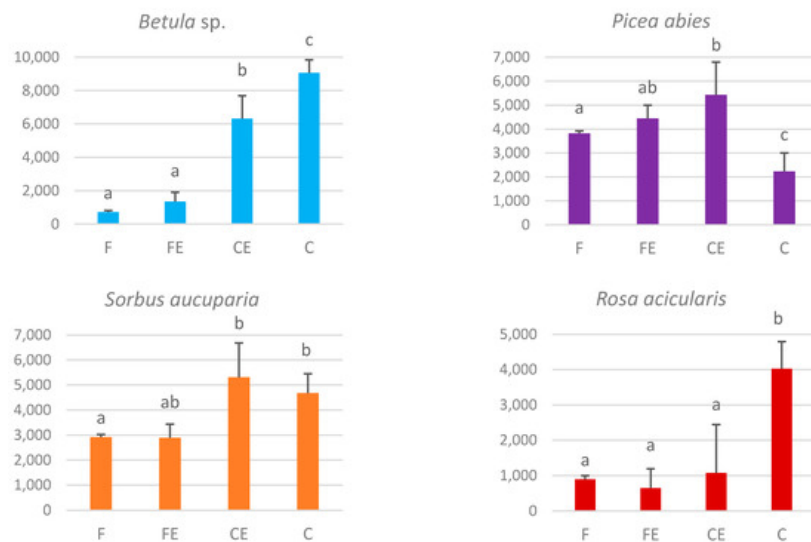 Betula sp.
10,000
8,000
6,000
4,000
2,000
0
a
a
b
c
F FE CE C
Picea abies
7,000
6,000
5,000
4,000
3,000
2,000
1,000
0
a
ab
b
c
F FE CE C
Sorbus aucuparia
7,000
6,000
5,000
4,000
3,000
2,000
1,000
0
a
ab
b
b
F FE CE C
Rosa acicularis
5,000
4,000
3,000
2,000
1,000
0
a
a
a
b
F FE CE C